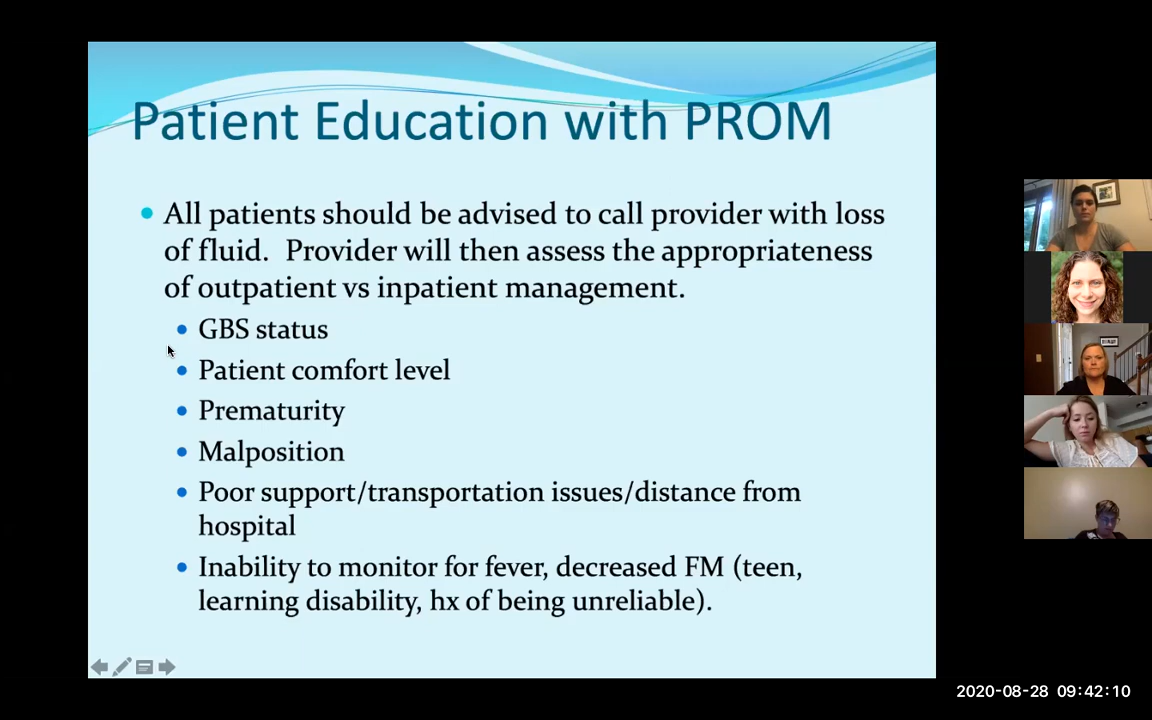 Patient Education with PROM
All patients should be advised to call provider with loss
of fluid.  Provider will then assess the appropriateness
of outpatient vs inpatient management.
GBS status
Patient comfort level
Prematurity
Malposition
Poor support/transportation issues/distance from
hospital
Inability to monitor for fever, decreased FM (teen,
learning disability, hx of being unreliable).
2020-08-28 09:42:10